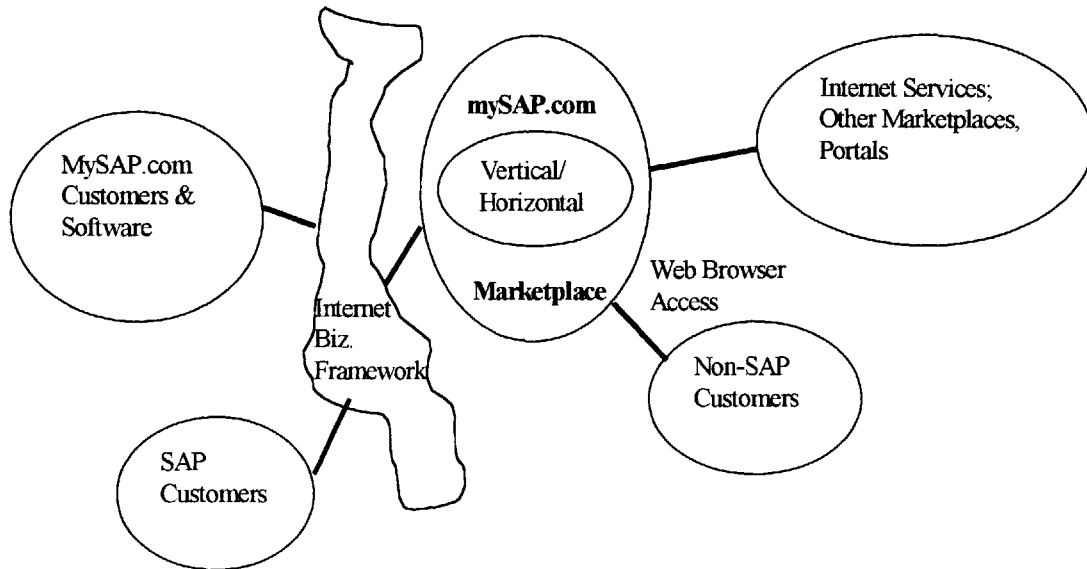 MySAP.com
Customers &
Software
SAP
Customers
Internet
Biz.
Framework
mySAP.com
Vertical/
Horizontal
Marketplace
Internet Services;
Other Marketplaces,
Portals
Web Browser
Access
Non-SAP
Customers